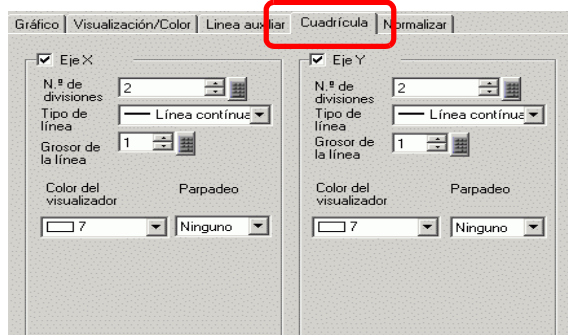 Gráfico Visualización/Color Linea auxiliar Cuadrícula Normalizar
Eje X
N.º de divisiones 2
Tipo de línea Línea contínua
Grosor de la línea 1
Color del visualizador Parpadeo
7 Ninguno
Eje Y
N.º de divisiones 2
Tipo de línea Línea contínua
Grosor de la línea 1
Color del visualizador Parpadeo
7 Ninguno